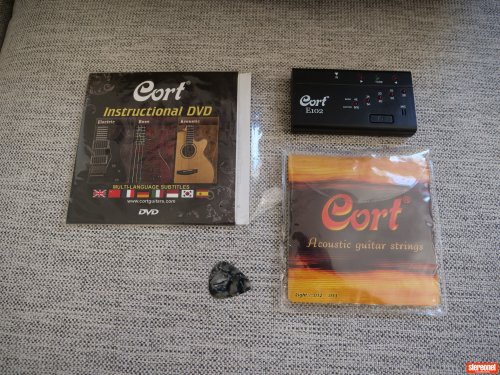 Cort
Instructional DVD
Electric Bass Acoustic
MULTI-LANGUAGE SUBTITLES
www.cortguitars.com
DVD
Cort
E102
Cort
Acoustic guitar strings
Light
stereonet